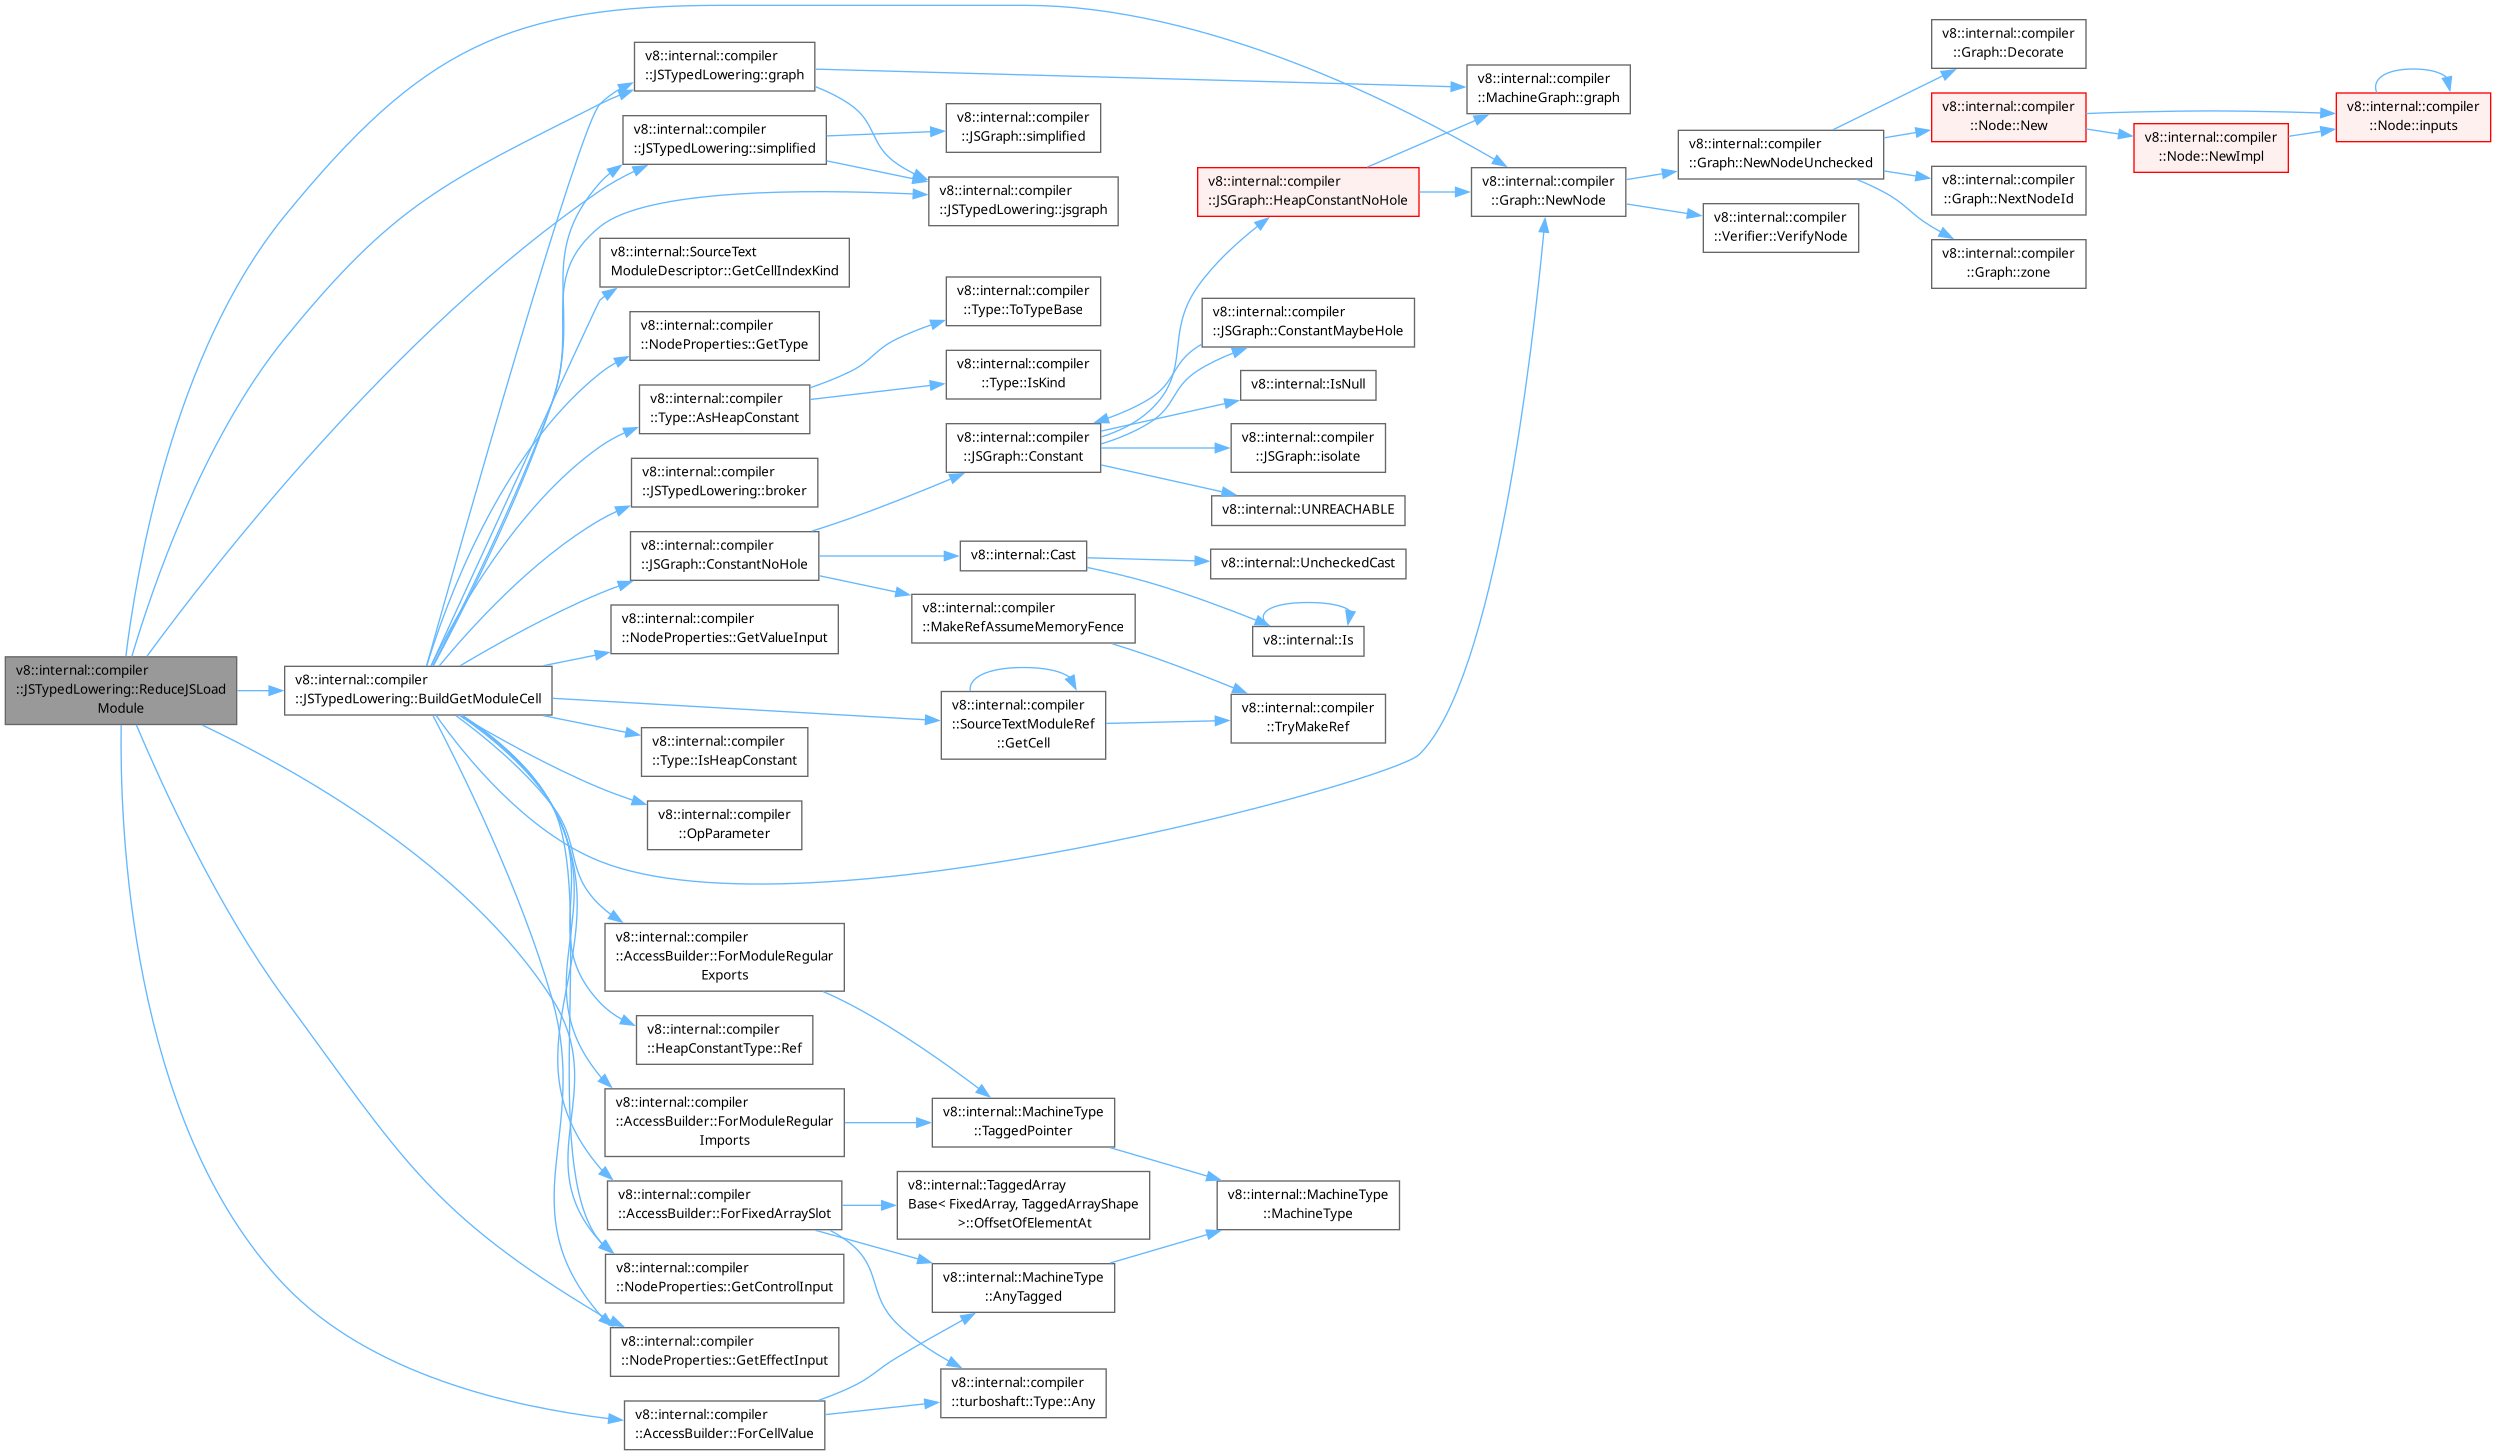 v8::internal::compiler
::JSTypedLowering::ReduceJSLoad
Module
v8::internal::compiler
::JSTypedLowering::BuildGetModuleCell
v8::internal::compiler
::JSTypedLowering::graph
v8::internal::compiler
::JSTypedLowering::simplified
v8::internal::SourceText
ModuleDescriptor::GetCellIndexKind
v8::internal::compiler
::NodeProperties::GetType
v8::internal::compiler
::Type::AsHeapConstant
v8::internal::compiler
::JSTypedLowering::broker
v8::internal::compiler
::JSGraph::ConstantNoHole
v8::internal::compiler
::NodeProperties::GetValueInput
v8::internal::compiler
::Type::IsHeapConstant
v8::internal::compiler
::OpParameter
v8::internal::compiler
::AccessBuilder::ForModuleRegular
Exports
v8::internal::compiler
::HeapConstantType::Ref
v8::internal::compiler
::AccessBuilder::ForModuleRegular
Imports
v8::internal::compiler
::AccessBuilder::ForFixedArraySlot
v8::internal::compiler
::NodeProperties::GetControlInput
v8::internal::compiler
::NodeProperties::GetEffectInput
v8::internal::compiler
::AccessBuilder::ForCellValue
v8::internal::compiler
::JSGraph::simplified
v8::internal::compiler
::JSTypedLowering::jsgraph
v8::internal::compiler
::Type::ToTypeBase
v8::internal::compiler
::Type::IsKind
v8::internal::compiler
::JSGraph::Constant
v8::internal::Cast
v8::internal::compiler
::MakeRefAssumeMemoryFence
v8::internal::compiler
::SourceTextModuleRef
::GetCell
v8::internal::MachineType
::TaggedPointer
v8::internal::TaggedArray
Base< FixedArray, TaggedArrayShape
>::OffsetOfElementAt
v8::internal::MachineType
::AnyTagged
v8::internal::compiler
::turboshaft::Type::Any
v8::internal::compiler
::JSGraph::HeapConstantNoHole
v8::internal::compiler
::JSGraph::ConstantMaybeHole
v8::internal::IsNull
v8::internal::compiler
::JSGraph::isolate
v8::internal::UNREACHABLE
v8::internal::UncheckedCast
v8::internal::Is
v8::internal::compiler
::TryMakeRef
v8::internal::MachineType
::MachineType
v8::internal::compiler
::MachineGraph::graph
v8::internal::compiler
::Graph::NewNode
v8::internal::compiler
::Graph::NewNodeUnchecked
v8::internal::compiler
::Verifier::VerifyNode
v8::internal::compiler
::Graph::Decorate
v8::internal::compiler
::Node::New
v8::internal::compiler
::Graph::NextNodeId
v8::internal::compiler
::Graph::zone
v8::internal::compiler
::Node::NewImpl
v8::internal::compiler
::Node::inputs